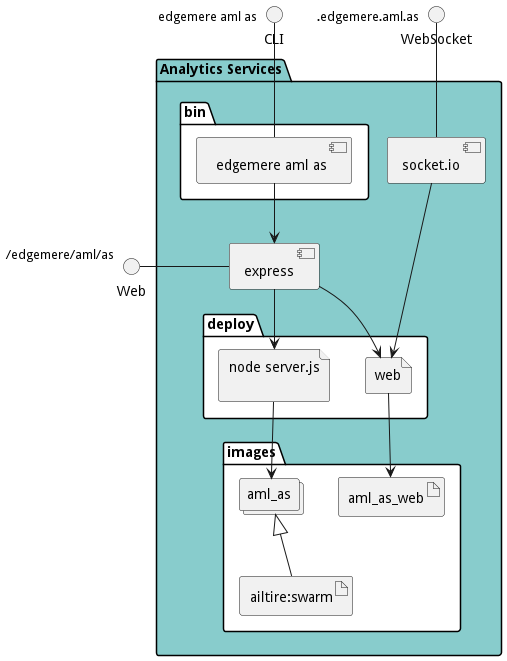 edgemere aml as
.edgemere.aml.as
CLI
WebSocket
Analytics Services
bin
edgemere aml as
socket.io
/edgemere/aml/as
Web
express
deploy
node server.js
web
images
aml_as
aml_as_web
ailtire:swarm